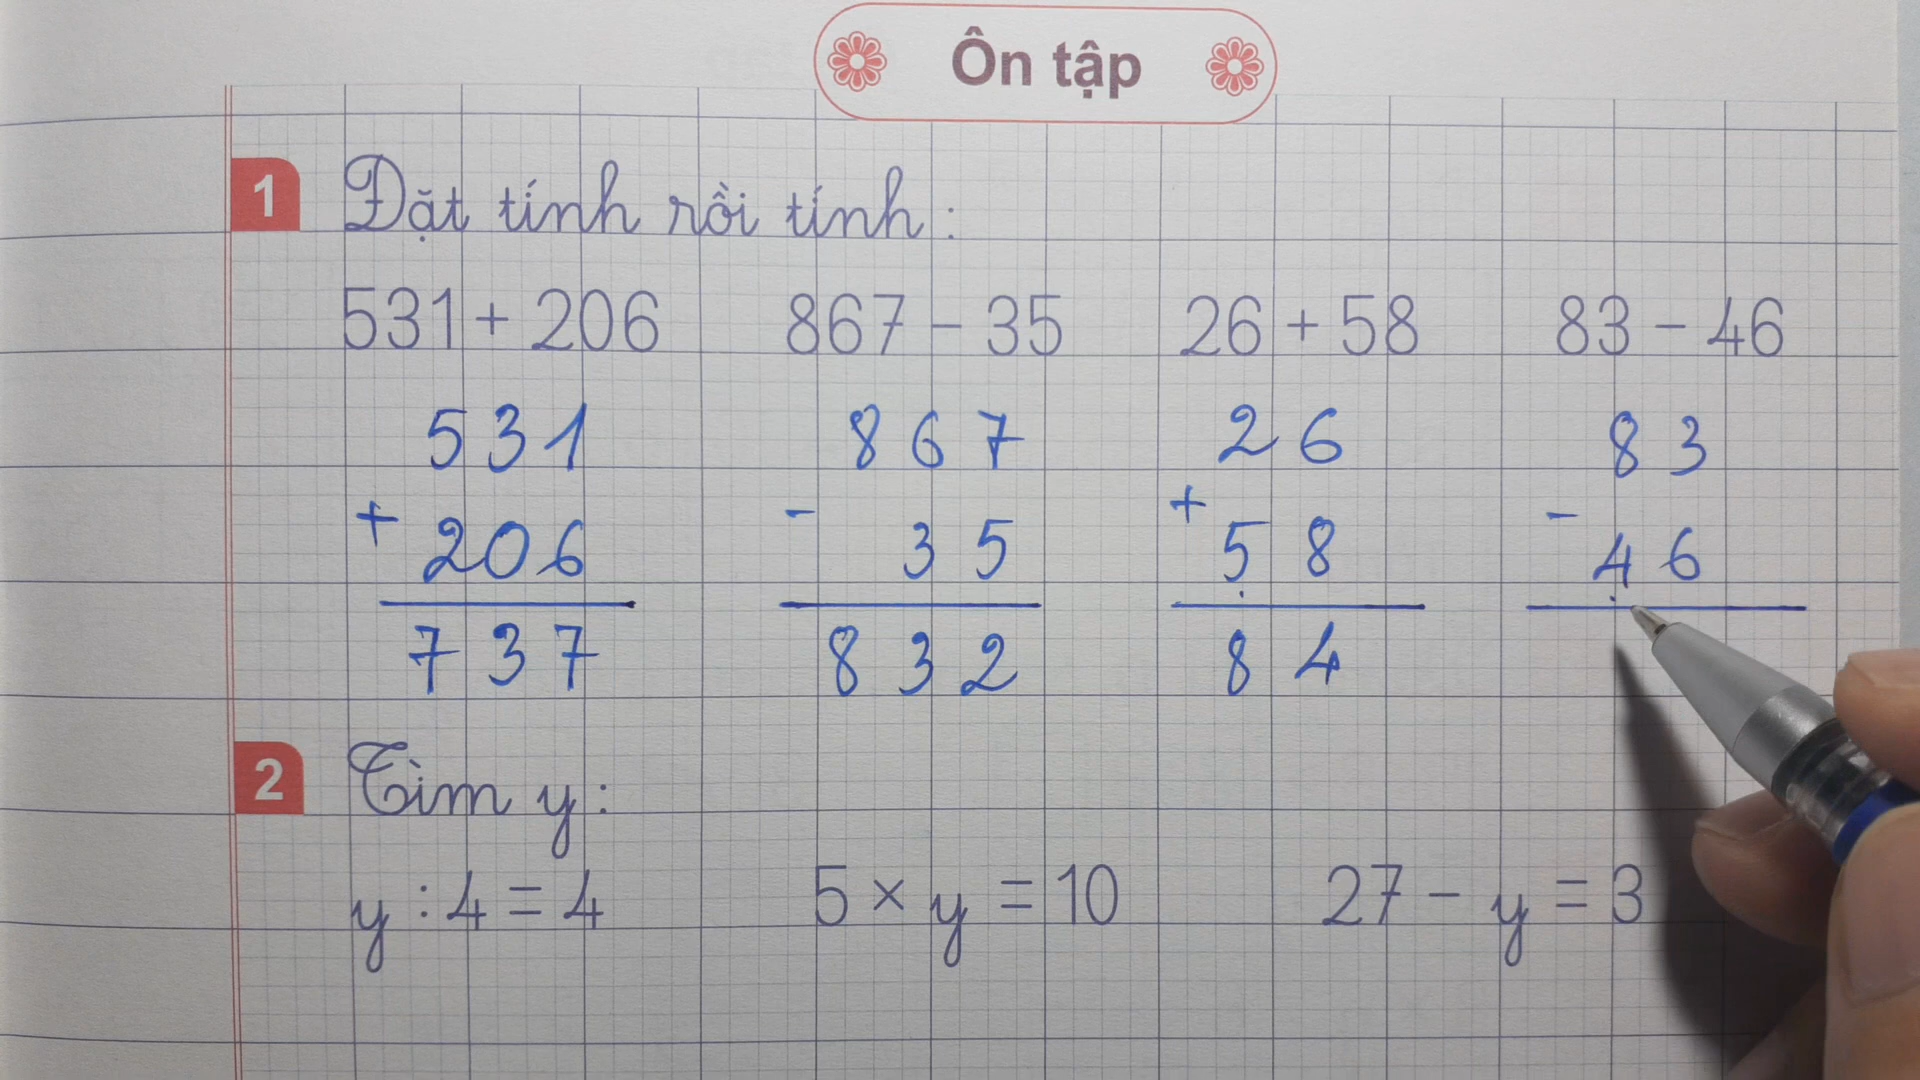 Ôn tập
1 Đặt tính rồi tính:
531 + 206 867 - 35 26 + 58 83 - 46
531 867 26 83
+ - + -
206 35 58 46
737 832 84
2 Tìm y:
y : 4 = 4 5 × y = 10 27 - y = 3